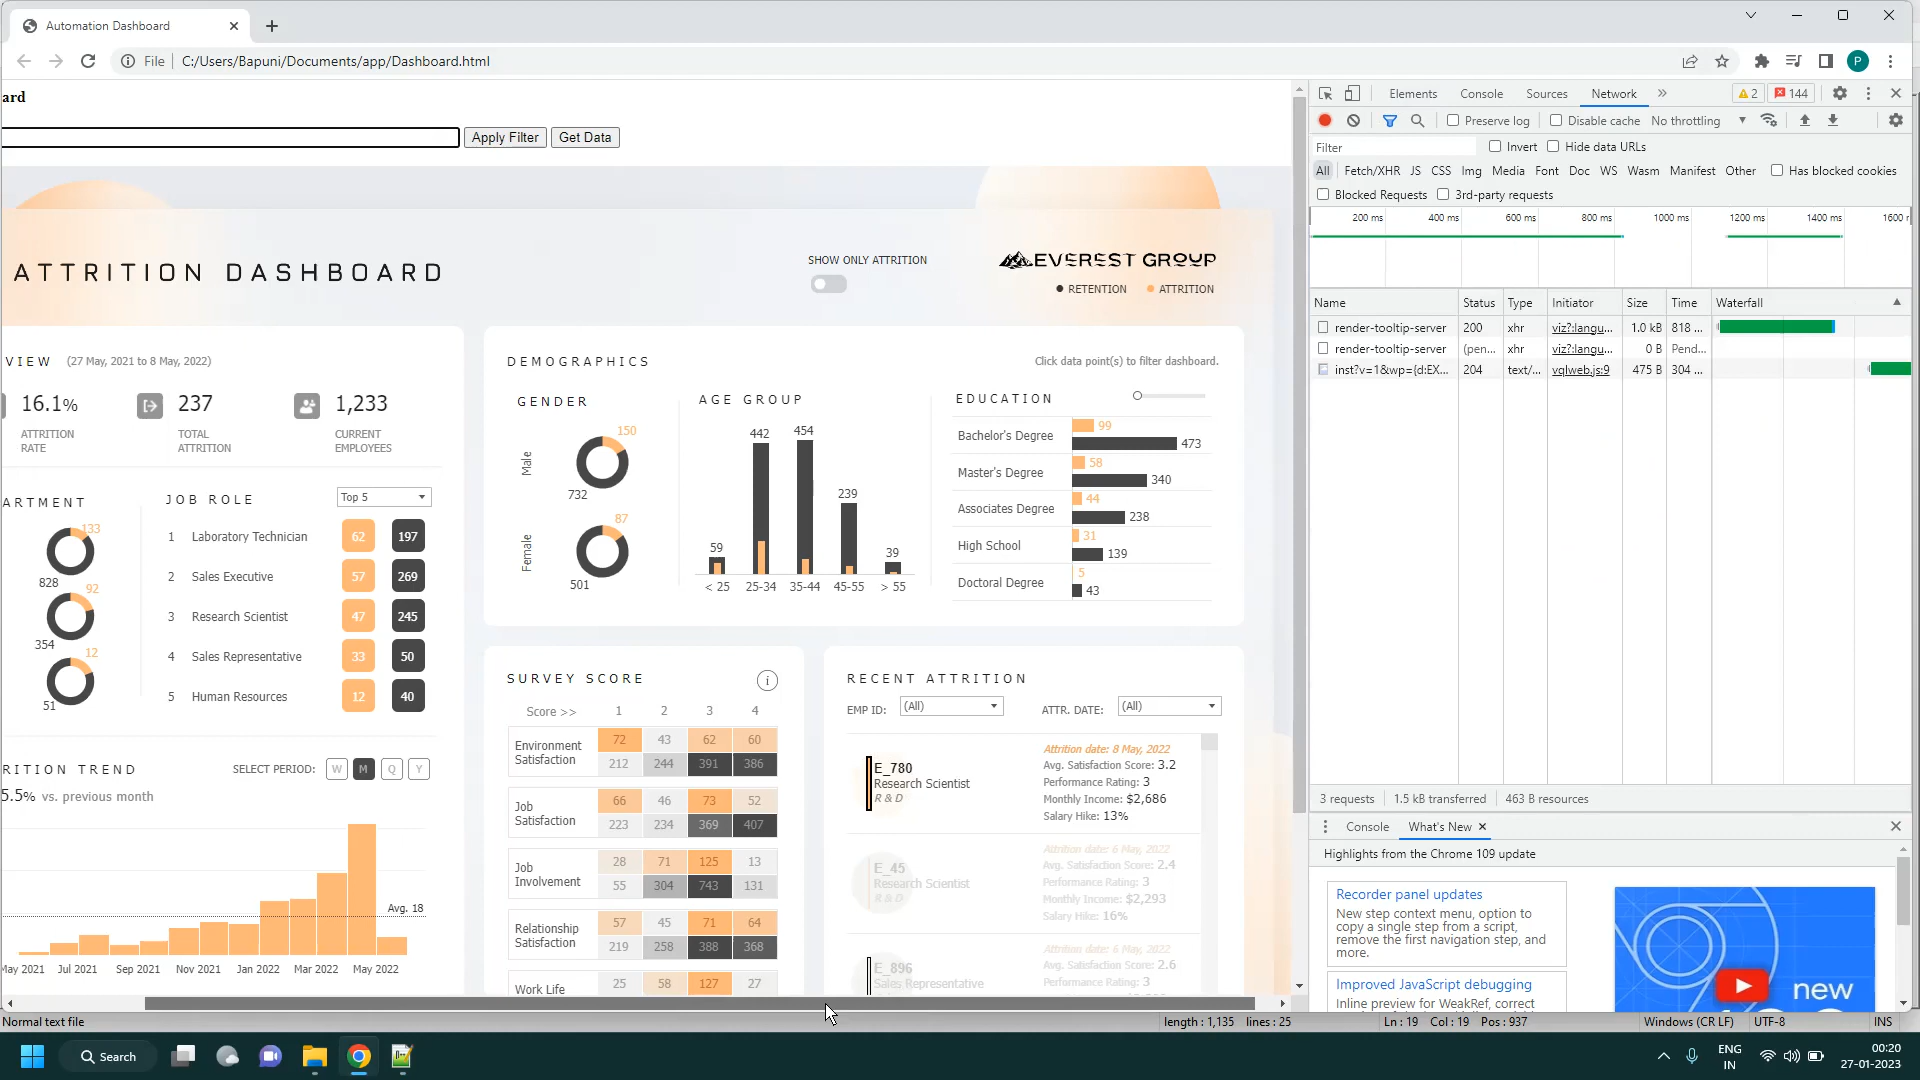 Automation Dashboard
File
C:/Users/Bapuni/Documents/app/Dashboard.html
P
ard
Apply Filter
Get Data
ATTRITION DASHBOARD
SHOW ONLY ATTRITION
EVEREST GROUP
RETENTION
ATTRITION
VIEW
(27 May, 2021 to 8 May, 2022)
16.1%
ATTRITION
RATE
237
TOTAL
ATTRITION
1,233
CURRENT
EMPLOYEES
ARTMENT
133
828
92
354
12
51
JOB ROLE
Top 5
1 Laboratory Technician 62 197
2 Sales Executive 57 269
3 Research Scientist 47 245
4 Sales Representative 33 50
5 Human Resources 12 40
RITION TREND
SELECT PERIOD:
W M Q Y
5.5% vs. previous month
Avg. 18
May 2021 Jul 2021 Sep 2021 Nov 2021 Jan 2022 Mar 2022 May 2022
DEMOGRAPHICS
Click data point(s) to filter dashboard.
GENDER
Male
150
732
Female
87
501
AGE GROUP
59 442 454 239 39
< 25 25-34 35-44 45-55 > 55
EDUCATION
Bachelor's Degree 99 473
Master's Degree 58 340
Associates Degree 44 238
High School 31 139
Doctoral Degree 5 43
SURVEY SCORE
i
Score >> 1 2 3 4
Environment
Satisfaction
72 43 62 60
212 244 391 386
Job
Satisfaction
66 46 73 52
223 234 369 407
Job
Involvement
28 71 125 13
55 304 743 131
Relationship
Satisfaction
57 45 71 64
219 258 388 368
Work Life
25 58 127 27
RECENT ATTRITION
EMP ID: (All)
ATTR. DATE: (All)
E_780
Research Scientist
R & D
Attrition date: 8 May, 2022
Avg. Satisfaction Score: 3.2
Performance Rating: 3
Monthly Income: $2,686
Salary Hike: 13%
E_45
Research Scientist
R & D
Attrition date: 6 May, 2022
Avg. Satisfaction Score: 2.4
Performance Rating: 3
Monthly Income: $2,293
Salary Hike: 16%
E_896
Sales Representative
Attrition date: 6 May, 2022
Avg. Satisfaction Score: 2.6
Performance Rating: 3
Elements Console Sources Network
2
144
Preserve log
Disable cache
No throttling
Filter
Invert
Hide data URLs
All Fetch/XHR JS CSS Img Media Font Doc WS Wasm Manifest Other
Has blocked cookies
Blocked Requests
3rd-party requests
200 ms 400 ms 600 ms 800 ms 1000 ms 1200 ms 1400 ms 1600 r
Name Status Type Initiator Size Time Waterfall
render-tooltip-server 200 xhr viz?:langu... 1.0 kB 818 ...
render-tooltip-server (pen... xhr viz?:langu... 0 B Pend...
inst?v=1&wp={d:EX... 204 text/... vqlweb.js:9 475 B 304 ...
3 requests
1.5 kB transferred
463 B resources
Console
What's New
Highlights from the Chrome 109 update
Recorder panel updates
New step context menu, option to
copy a single step from a script,
remove the first navigation step, and
more.
Improved JavaScript debugging
Inline preview for WeakRef, correct
new
Normal text file
length : 1,135 lines : 25
Ln : 19 Col : 19 Pos : 937
Windows (CR LF)
UTF-8
INS
Search
ENG
IN
00:20
27-01-2023